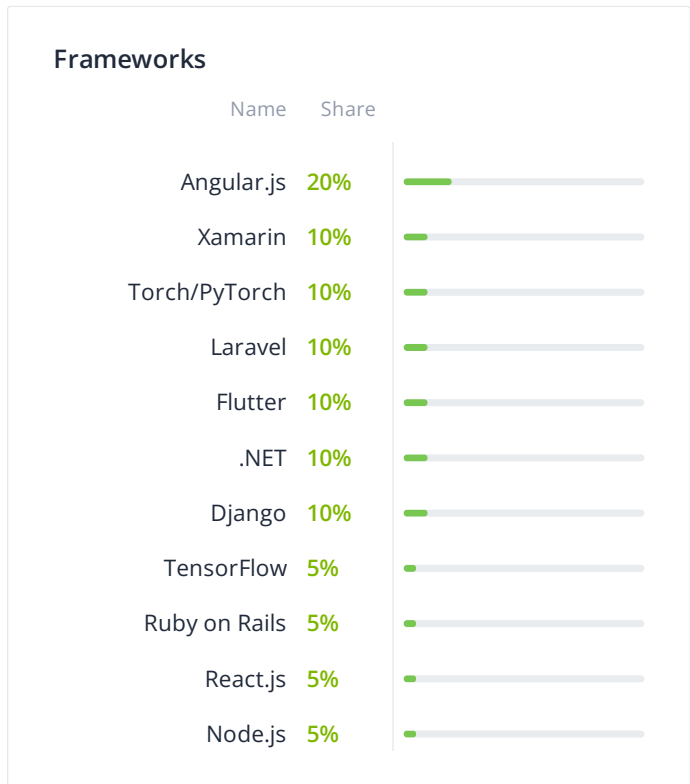 Frameworks
Name Share
Angular.js 20%
Xamarin 10%
Torch/PyTorch 10%
Laravel 10%
Flutter 10%
.NET 10%
Django 10%
TensorFlow 5%
Ruby on Rails 5%
React.js 5%
Node.js 5%